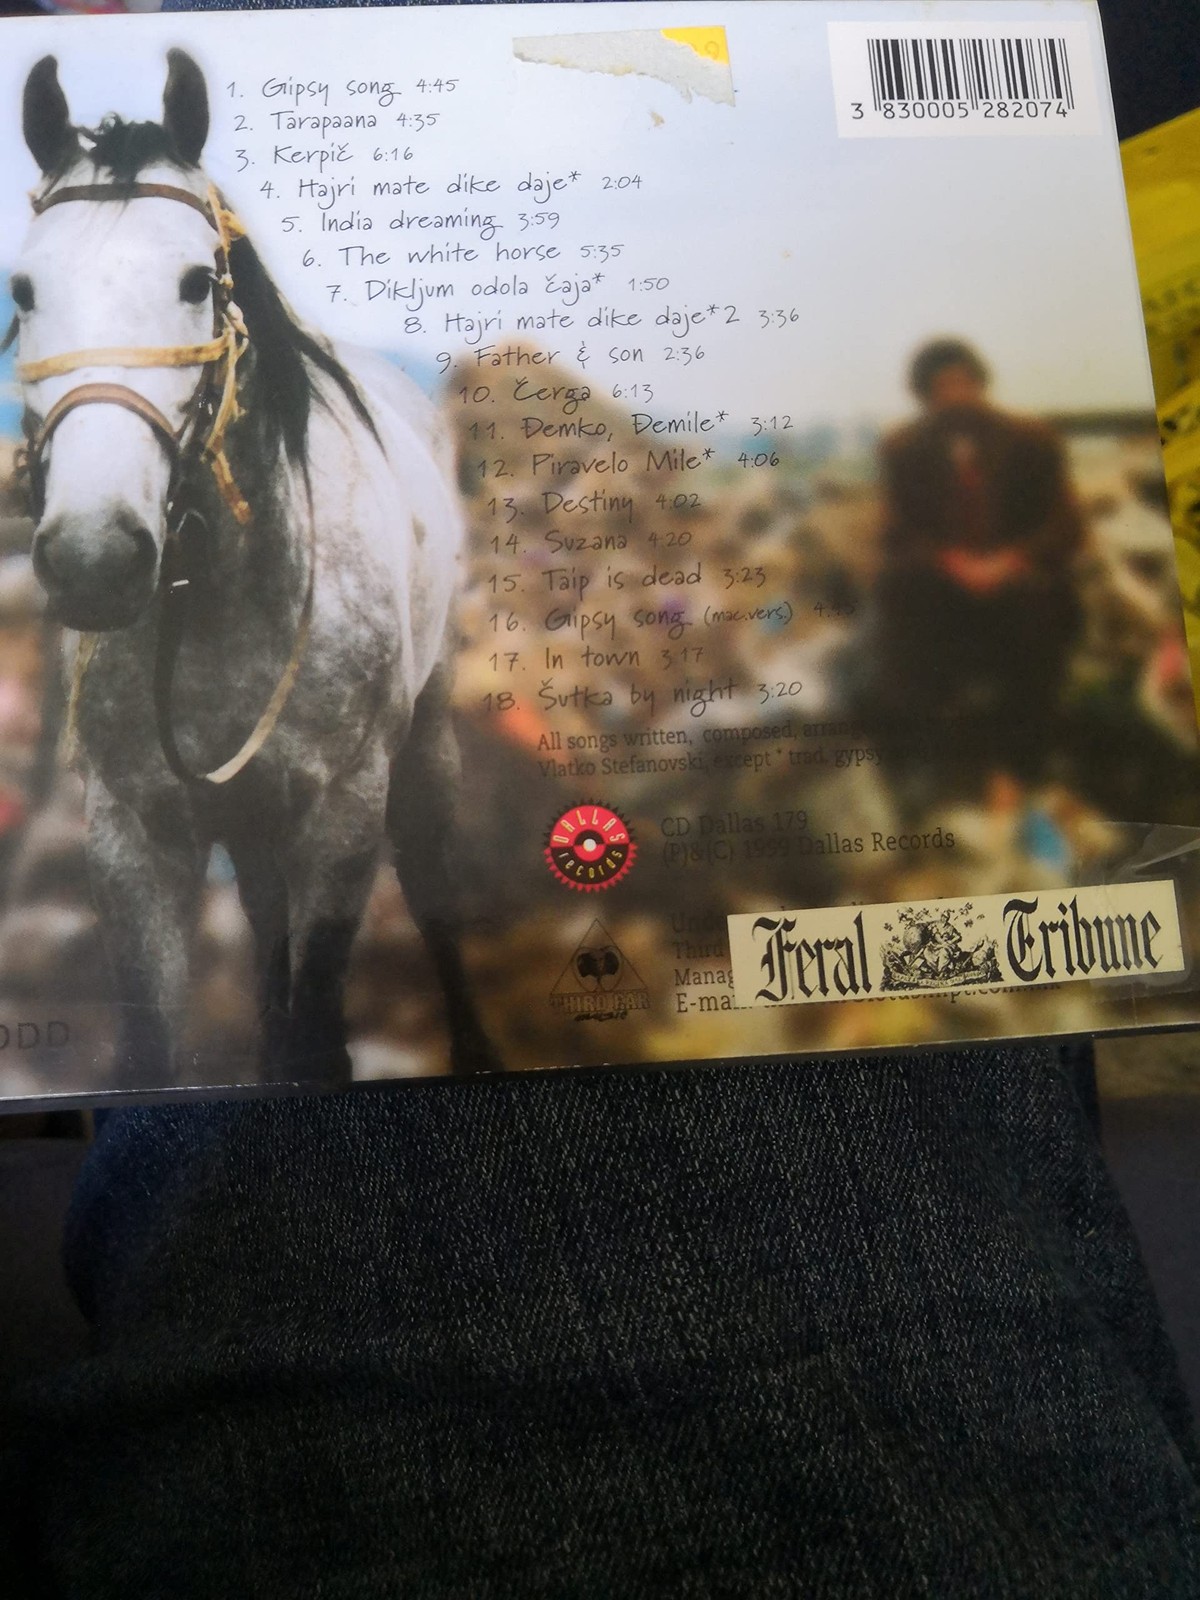 1. Gipsy song 4:45
2. Tarapaana 4:35
3. Kerpič 6:16
4. Hajri mate dike daje* 2:04
5. India dreaming 3:59
6. The white horse 5:35
7. Dikljum odola čaja* 1:50
8. Hajri mate dike daje*2 3:36
9. Father & son 2:36
10. Čerga 6:13
11. Đemko, Đemile* 3:12
12. Piravelo Mile* 4:06
13. Destiny 4:02
14. Suzana 4:20
15. Taip is dead 3:23
16. Gipsy song (mac.vers.) 4:45
17. In town 3:17
18. Šutka by night 3:20
All songs written, composed,
Vlatko Stefanovski, except * trad. gypsy
3 830005 282074
DALLAS records
CD Dallas 179
(P)&(C) 1999 Dallas Records
Third
THIRD EAR
Feral Tribune
DDD